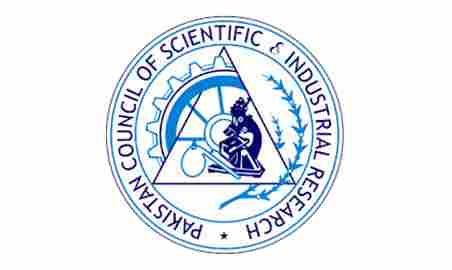 PAKISTAN COUNCIL OF SCIENTIFIC & INDUSTRIAL RESEARCH